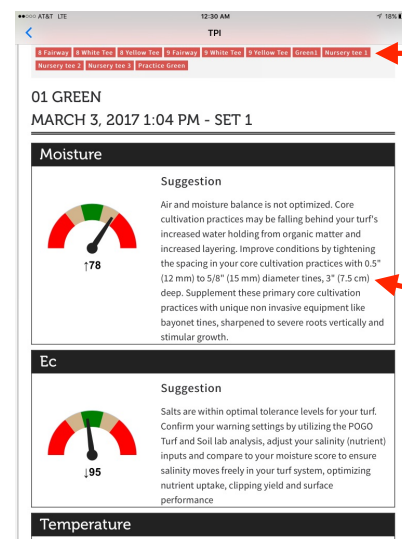 AT&T LTE 12:30 AM 18%
TPI
8 Fairway 8 White Tee 8 Yellow Tee 9 Fairway 9 White Tee 9 Yellow Tee Green1 Nursery tee 1
Nursery tee 2 Nursery tee 3 Practice Green
01 GREEN
MARCH 3, 2017 1:04 PM - SET 1
Moisture
Suggestion
Air and moisture balance is not optimized. Core
cultivation practices may be falling behind your turf's
increased water holding from organic matter and
increased layering. Improve conditions by tightening
the spacing in your core cultivation practices with 0.5"
(12 mm) to 5/8" (15 mm) diameter tines, 3" (7.5 cm)
deep. Supplement these primary core cultivation
practices with unique non invasive equipment like
bayonet tines, sharpened to severe roots vertically and
stimular growth.
↑78
Ec
Suggestion
Salts are within optimal tolerance levels for your turf.
Confirm your warning settings by utilizing the POGO
Turf and Soil lab analysis, adjust your salinity (nutrient)
inputs and compare to your moisture score to ensure
salinity moves freely in your turf system, optimizing
nutrient uptake, clipping yield and surface
performance
↓95
Temperature